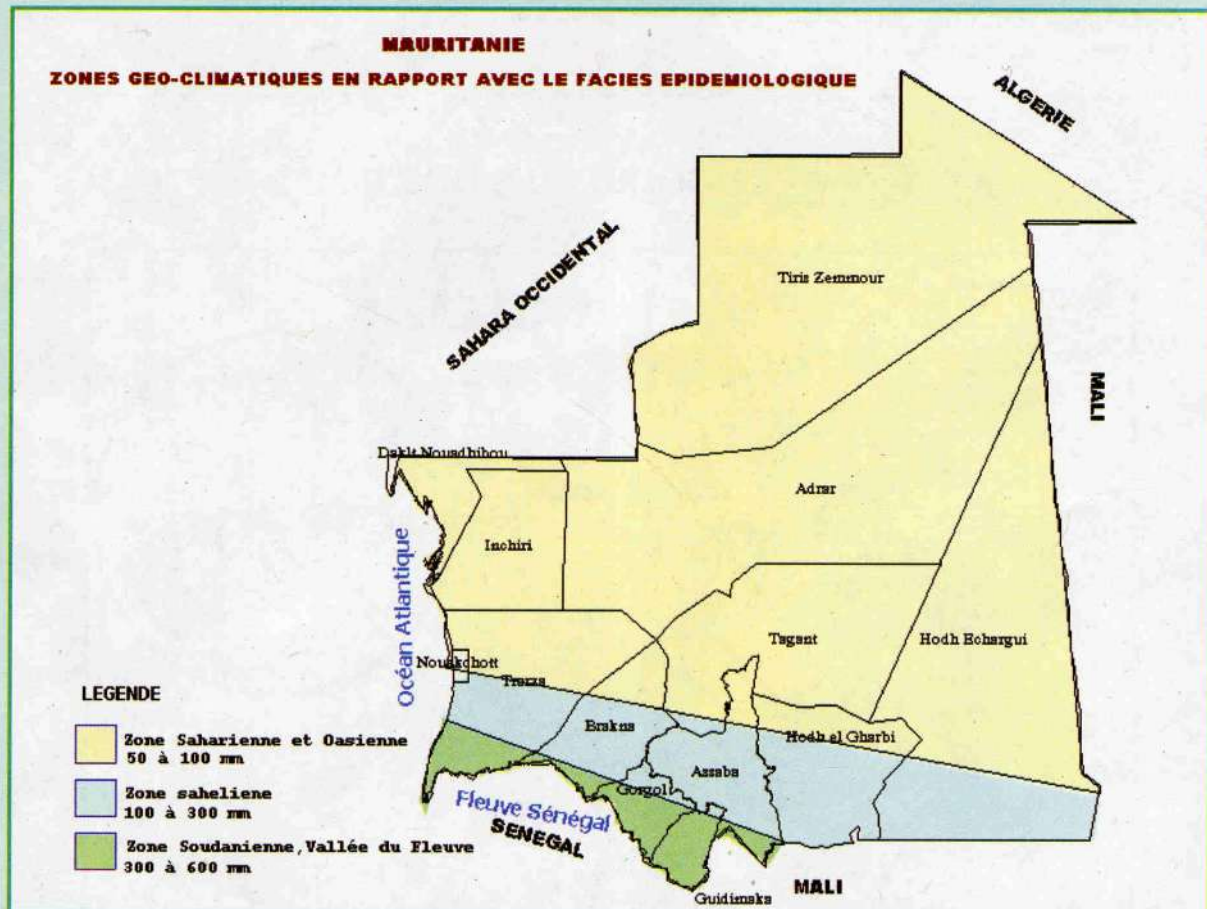 MAURITANIE
ZONES GEO-CLIMATIQUES EN RAPPORT AVEC LE FACIES EPIDEMIOLOGIQUE
ALGERIE
SAHARA OCCIDENTAL
Tiris Zemmour
MALI
Daklt Nouadhibou
Adrar
Inchiri
Océan Atlantique
Tagant
Hodh Echargui
Nouakchott
Trarza
Brakna
Hodh el Gharbi
Assaba
Gorgol
Fleuve Sénégal
SENEGAL
MALI
Guidimaka
LEGENDE
Zone Saharienne et Oasienne
50 à 100 mm
Zone saheliene
100 à 300 mm
Zone Soudanienne, Vallée du Fleuve
300 à 600 mm